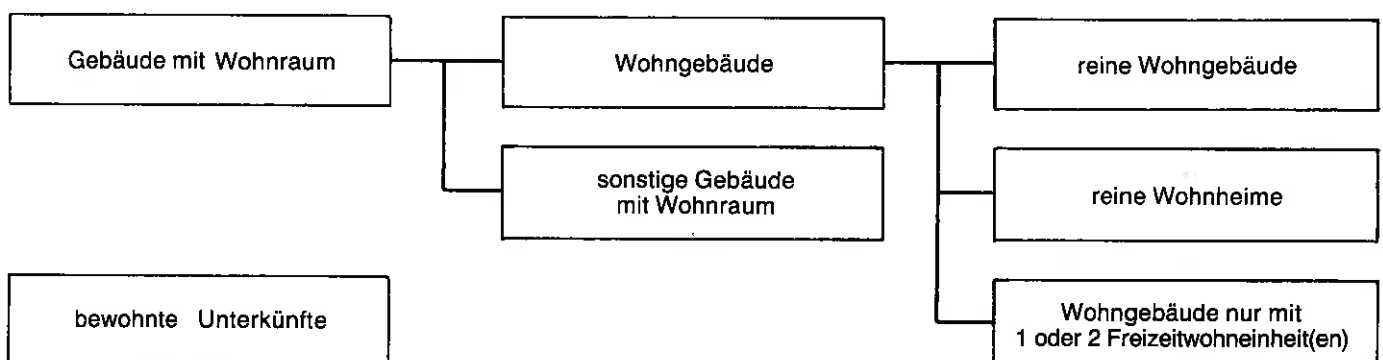 Gebäude mit Wohnraum
Wohngebäude
reine Wohngebäude
sonstige Gebäude
mit Wohnraum
reine Wohnheime
bewohnte Unterkünfte
Wohngebäude nur mit
1 oder 2 Freizeitwohneinheit(en)